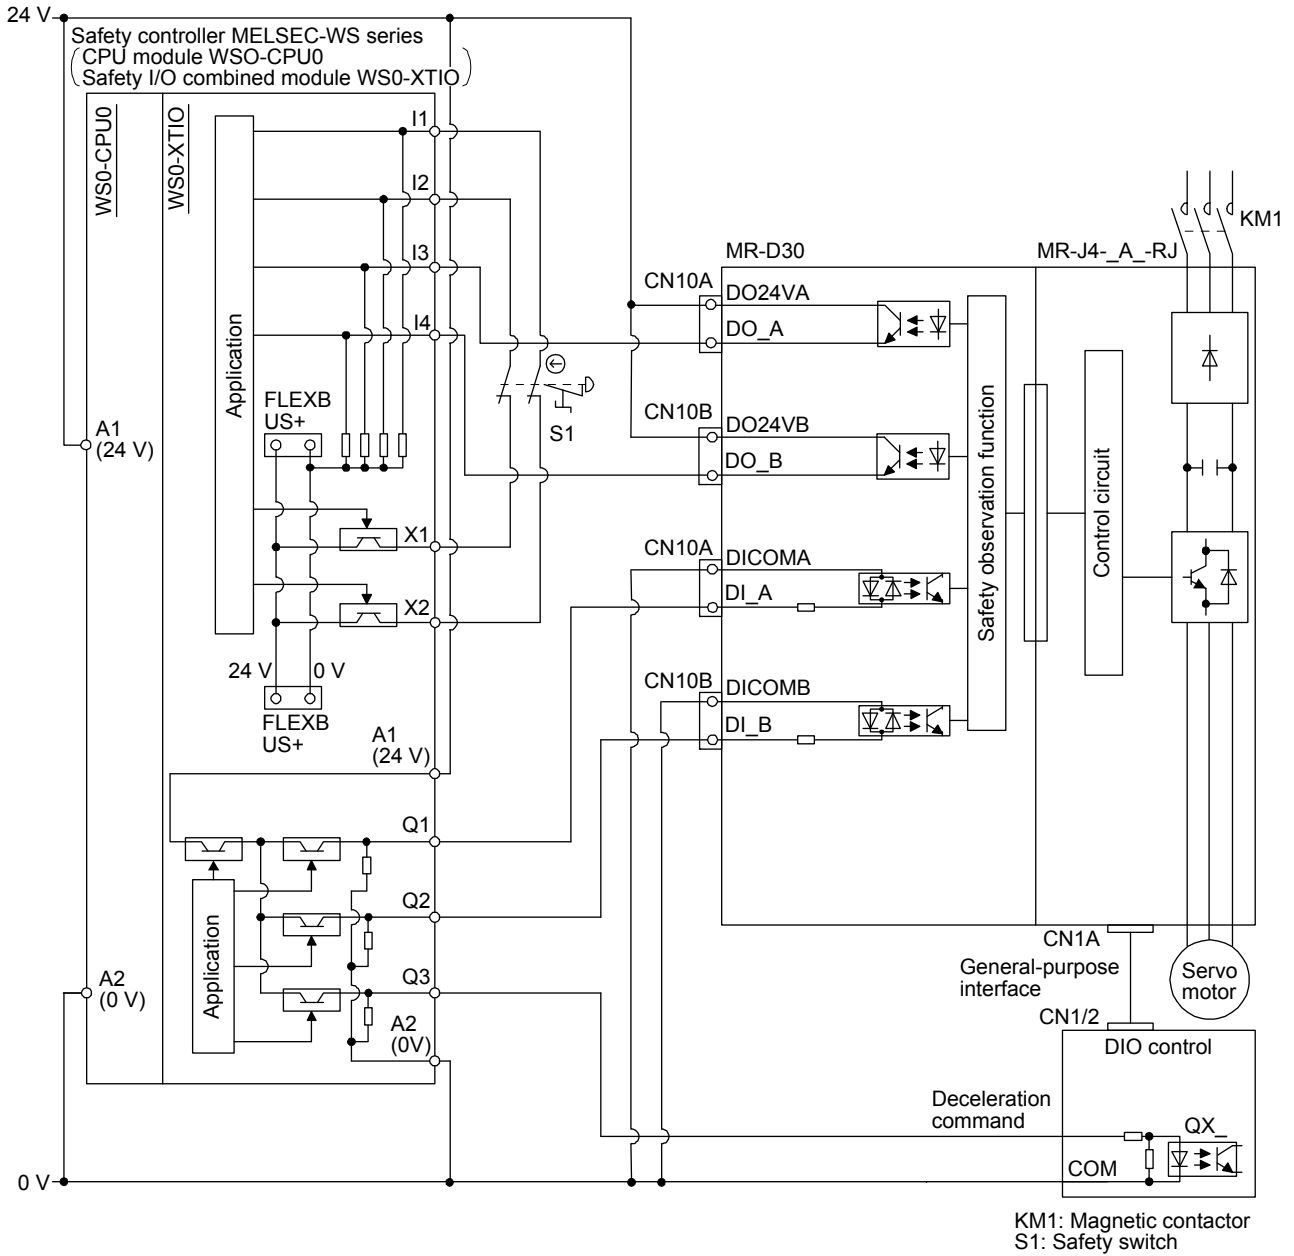 24 V
Safety controller MELSEC-WS series
CPU module WSO-CPU0
Safety I/O combined module WS0-XTIO
WS0-CPU0
WS0-XTIO
I1
I2
I3
I4
Application
FLEXB
US+
A1
(24 V)
X1
X2
24 V
0 V
FLEXB
US+
A1
(24 V)
Q1
Q2
Q3
Application
A2
(0 V)
A2
(0V)
0 V
S1
KM1
MR-D30
MR-J4-_A_-RJ
CN10A
DO24VA
DO_A
CN10B
DO24VB
DO_B
CN10A
DICOMA
DI_A
CN10B
DICOMB
DI_B
Safety observation function
Control circuit
CN1A
General-purpose
interface
Servo
motor
CN1/2
DIO control
Deceleration
command
QX_
COM
KM1: Magnetic contactor
S1: Safety switch